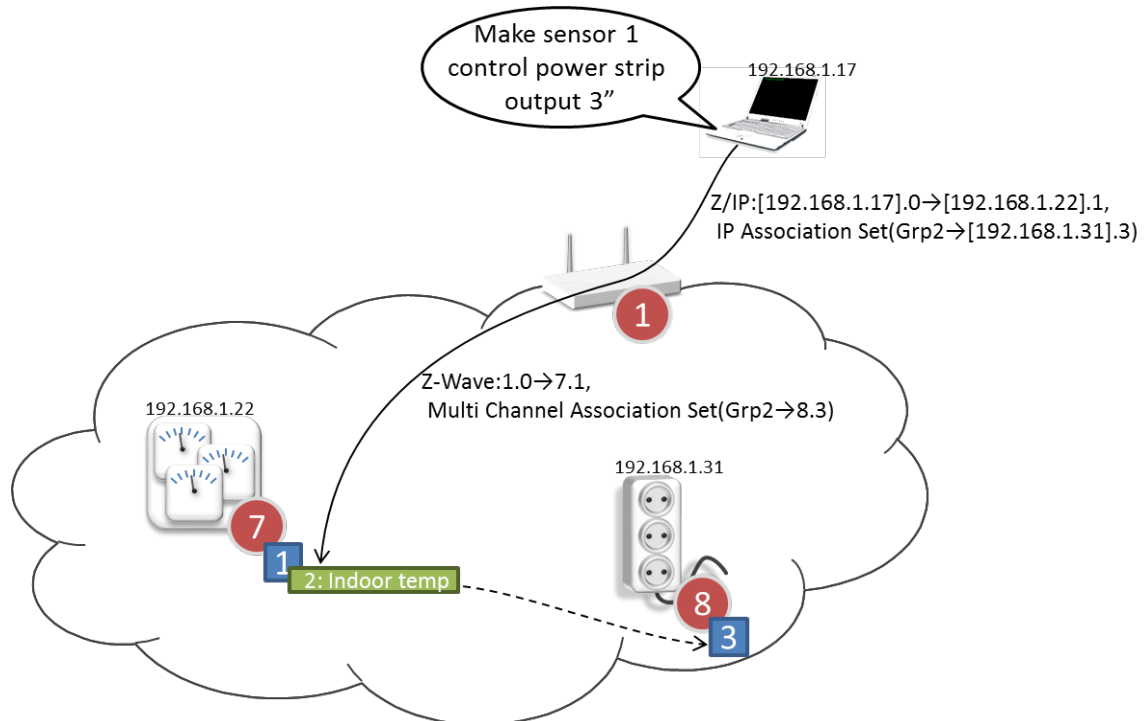 Make sensor 1
control power strip
output 3”
192.168.1.17
Z/IP:[192.168.1.17].0→[192.168.1.22].1,
IP Association Set(Grp2→[192.168.1.31].3)
1
Z-Wave:1.0→7.1,
Multi Channel Association Set(Grp2→8.3)
192.168.1.22
192.168.1.31
7
1
2: Indoor temp
8
3